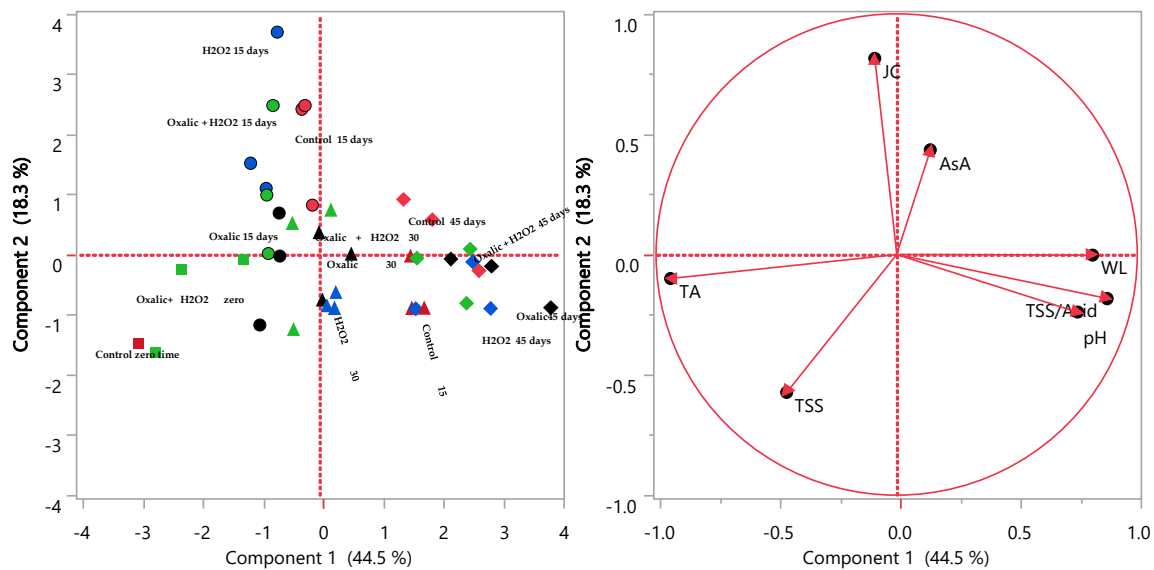 4
3
2
1
0
-1
-2
-3
-4
Component 2 (18.3 %)
H2O2 15 days
Oxalic + H2O2 15 days
Control 15 days
Control 45 days
Oxalic + H2O2 45 days
Oxalic 15 days
Oxalic + H2O2 30
Oxalic 30
Oxalic+ H2O2 zero
Oxalic45 days
H2O2 45 days
H2O2 30
Control 15
Control zero time
-4 -3 -2 -1 0 1 2 3 4
Component 1 (44.5 %)
1.0
0.5
0.0
-0.5
-1.0
Component 2 (18.3 %)
JC
AsA
WL
TA
TSS/Acid
pH
TSS
-1.0 -0.5 0.0 0.5 1.0
Component 1 (44.5 %)